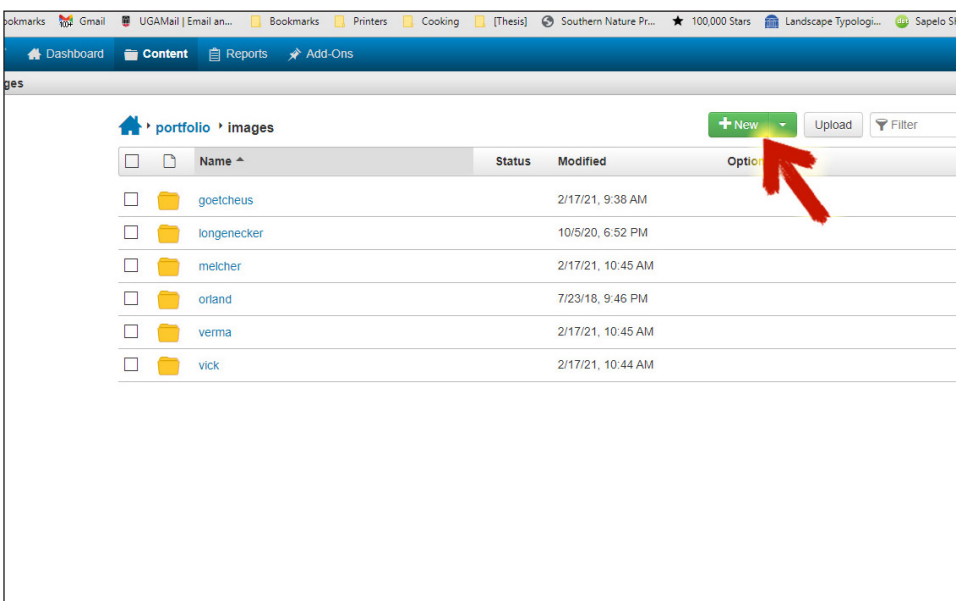 ookmarks Gmail UGAMail | Email an... Bookmarks Printers Cooking [Thesis] Southern Nature Pr... 100,000 Stars Landscape Typologi... Sapelo Sh
Dashboard Content Reports Add-Ons
ges
portfolio images + New Upload Filter
Name Status Modified Option
goetcheus 2/17/21, 9:38 AM
longenecker 10/5/20, 6:52 PM
melcher 2/17/21, 10:45 AM
orland 7/23/18, 9:46 PM
verma 2/17/21, 10:45 AM
vick 2/17/21, 10:44 AM